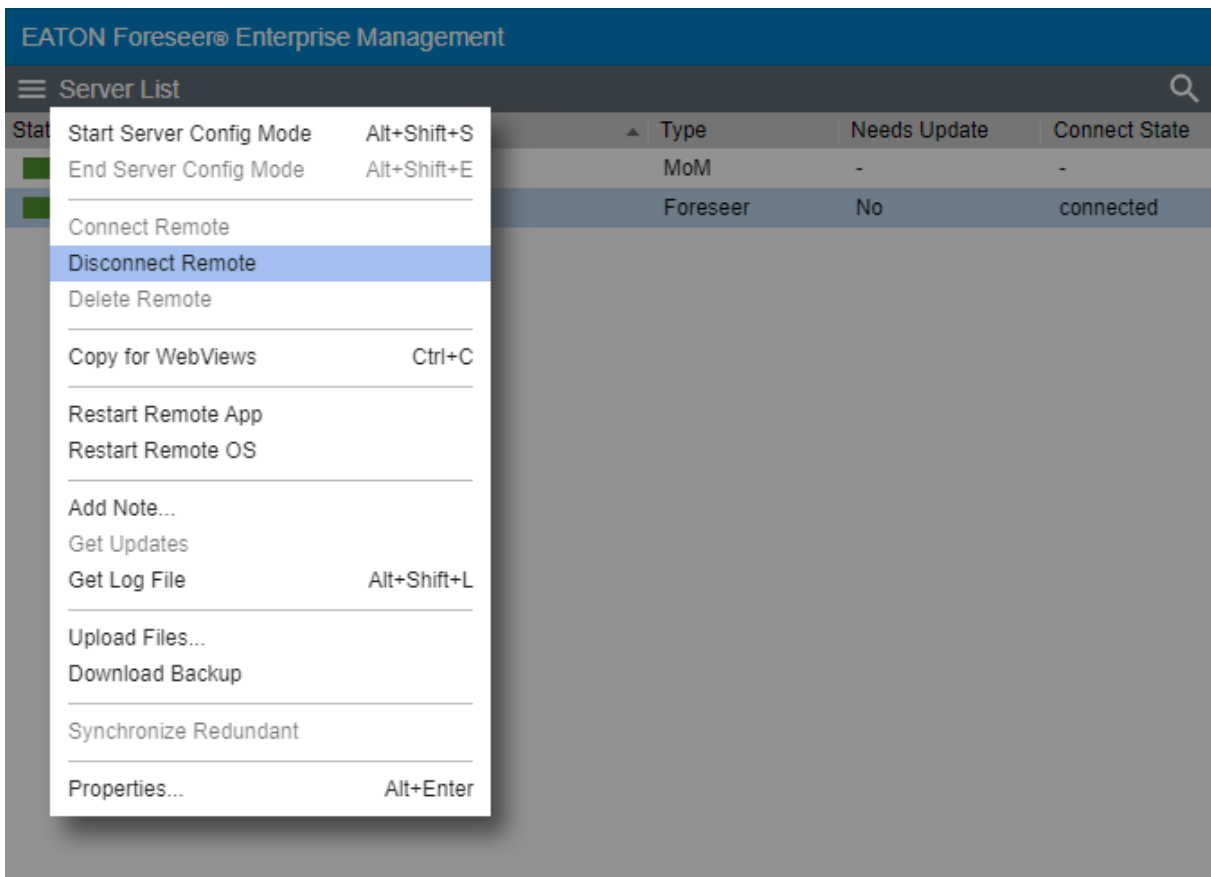 EATON Foreseer® Enterprise Management
Server List
Stat Type Needs Update Connect State
MoM - -
Foreseer No connected
Start Server Config Mode Alt+Shift+S
End Server Config Mode Alt+Shift+E
Connect Remote
Disconnect Remote
Delete Remote
Copy for WebViews Ctrl+C
Restart Remote App
Restart Remote OS
Add Note...
Get Updates
Get Log File Alt+Shift+L
Upload Files...
Download Backup
Synchronize Redundant
Properties... Alt+Enter